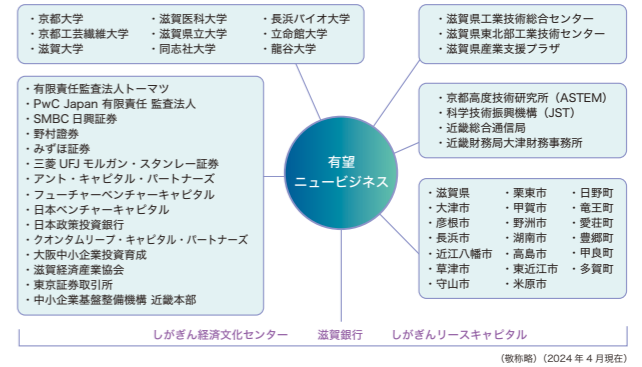 ・京都大学 ・滋賀医科大学 ・長浜バイオ大学
・京都工芸繊維大学 ・滋賀県立大学 ・立命館大学
・滋賀大学 ・同志社大学 ・龍谷大学
・滋賀県工業技術総合センター
・滋賀県東北部工業技術センター
・滋賀県産業支援プラザ
・有限責任監査法人トーマツ
・PwC Japan 有限責任 監査法人
・SMBC 日興証券
・野村證券
・みずほ証券
・三菱 UFJ モルガン・スタンレー証券
・アント・キャピタル・パートナーズ
・フューチャーベンチャーキャピタル
・日本ベンチャーキャピタル
・日本政策投資銀行
・クオンタムリープ・キャピタル・パートナーズ
・大阪中小企業投資育成
・滋賀経済産業協会
・東京証券取引所
・中小企業基盤整備機構 近畿本部
有望
ニュービジネス
・京都高度技術研究所（ASTEM）
・科学技術振興機構（JST）
・近畿総合通信局
・近畿財務局大津財務事務所
・滋賀県 ・栗東市 ・日野町
・大津市 ・甲賀市 ・竜王町
・彦根市 ・野洲市 ・愛荘町
・長浜市 ・湖南市 ・豊郷町
・近江八幡市 ・高島市 ・甲良町
・草津市 ・東近江市 ・多賀町
・守山市 ・米原市
しがぎん経済文化センター 滋賀銀行 しがぎんリースキャピタル
（敬称略）（2024 年 4 月現在）